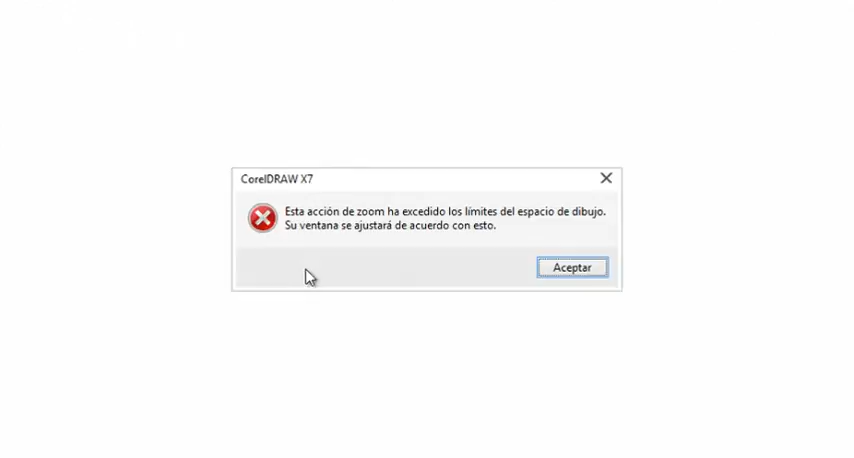 CorelDRAW X7
Esta acción de zoom ha excedido los límites del espacio de dibujo.
Su ventana se ajustará de acuerdo con esto.
Aceptar